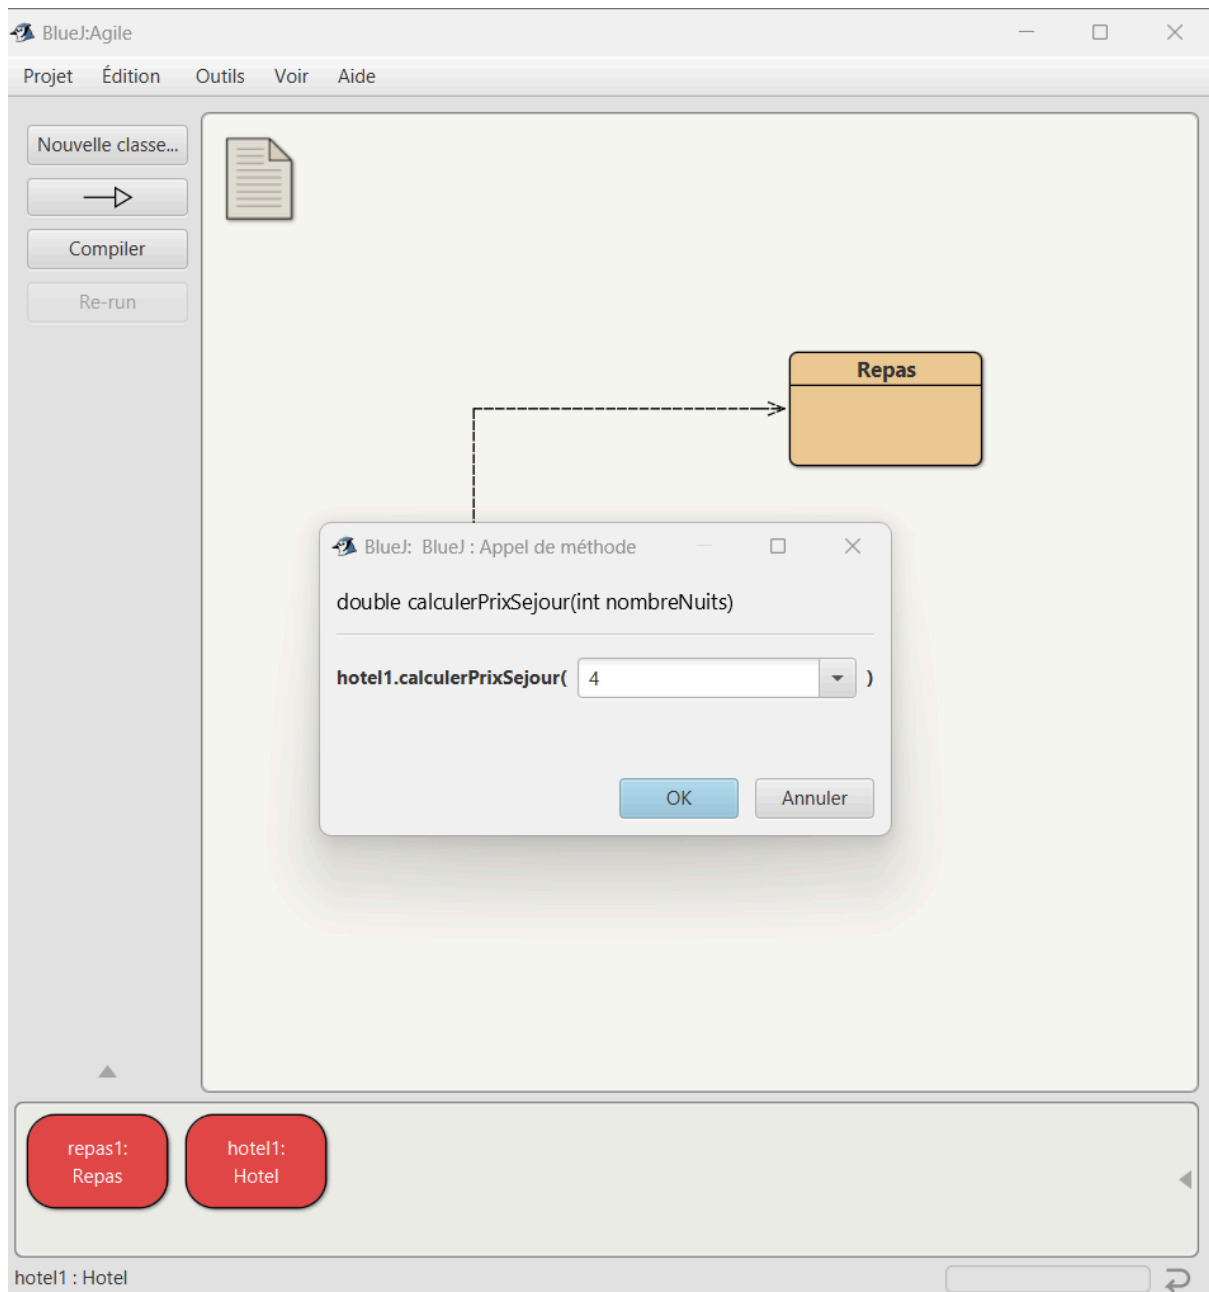 BlueJ:Agile
Projet Édition Outils Voir Aide
Nouvelle classe...
Compiler
Re-run
Repas
BlueJ: BlueJ : Appel de méthode
double calculerPrixSejour(int nombreNuits)
hotel1.calculerPrixSejour( 4 )
OK Annuler
repas1:
Repas
hotel1:
Hotel
hotel1 : Hotel